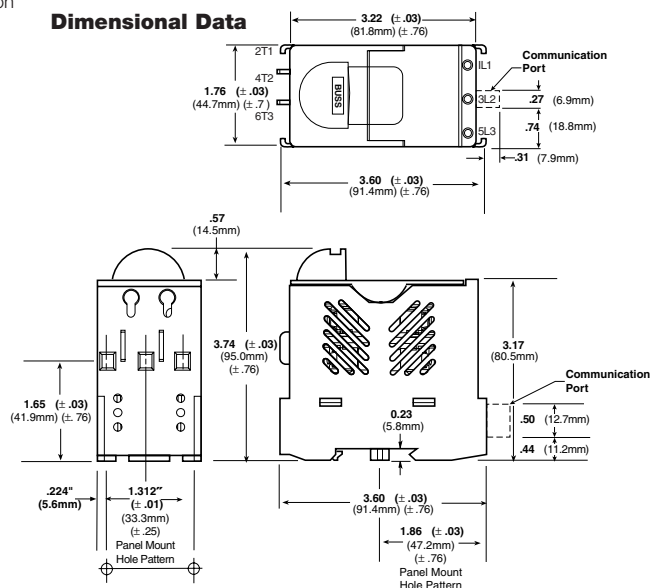 on
Dimensional Data
3.22 (± .03)
(81.8mm) (± .76)
2T1
4T2
6T3
1.76 (± .03)
(44.7mm) (± .7 )
BUSS
IL1
3L2
5L3
Communication
Port
.27 (6.9mm)
.74 (18.8mm)
.31 (7.9mm)
3.60 (± .03)
(91.4mm) (± .76)
.57
(14.5mm)
3.74 (± .03)
(95.0mm)
(± .76)
3.17
(80.5mm)
Communication
Port
1.65 (± .03)
(41.9mm) (± .76)
0.23
(5.8mm)
.50 (12.7mm)
.44 (11.2mm)
.224"
(5.6mm)
1.312″
(± .01)
(33.3mm)
(± .25)
Panel Mount
Hole Pattern
3.60 (± .03)
(91.4mm) (± .76)
1.86 (± .03)
(47.2mm)
(± .76)
Panel Mount
Hole Pattern